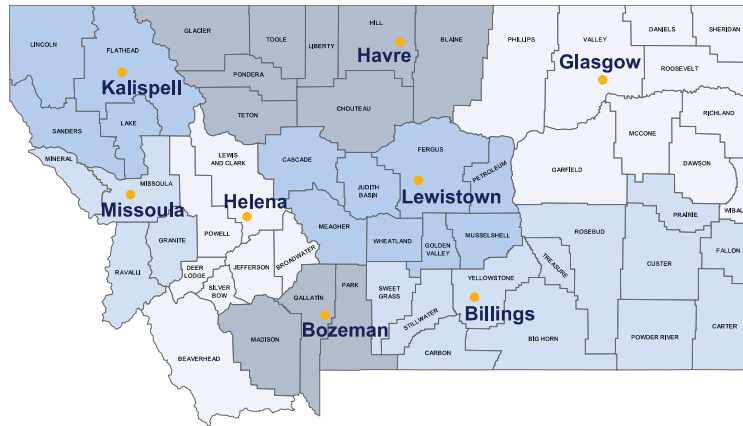 LINCOLN
FLATHEAD
GLACIER
TOOLE
LIBERTY
HILL
BLAINE
PHILLIPS
VALLEY
DANIELS
SHERIDAN
Havre
Glasgow
ROOSEVELT
PONDERA
Kalispell
CHOUTEAU
TETON
RICHLAND
SANDERS
LAKE
MCCONE
MINERAL
MISSOULA
LEWIS
AND CLARK
CASCADE
FERGUS
PETROLEUM
GARFIELD
DAWSON
JUDITH
BASIN
Lewistown
Helena
Missoula
WIBAU
PRAIRIE
POWELL
MEAGHER
WHEATLAND
GOLDEN
VALLEY
MUSSELSHELL
ROSEBUD
GRANITE
BROADWATER
FALLON
RAVALLI
DEER
LODGE
JEFFERSON
TREASURE
CUSTER
SILVER
BOW
GALLATIN
PARK
SWEET
GRASS
YELLOWSTONE
STILLWATER
Billings
Bozeman
MADISON
BIG HORN
POWDER RIVER
CARTER
CARBON
BEAVERHEAD